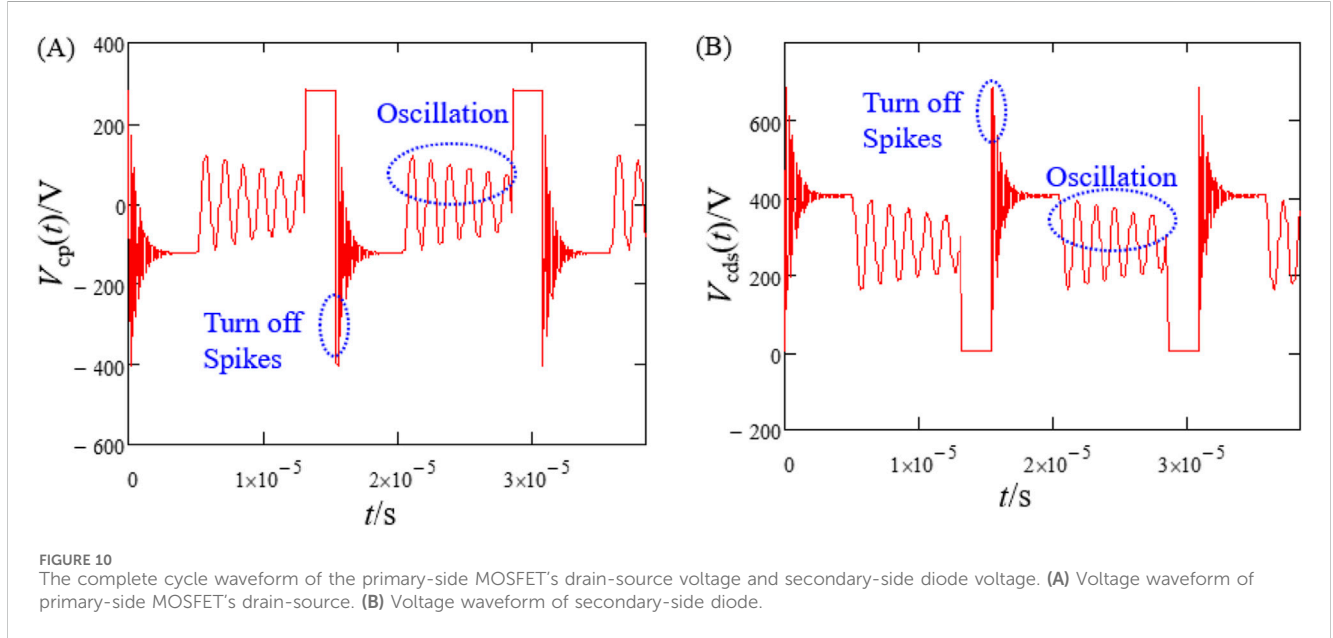 (A)
400
200
0
− 200
− 400
− 600
Vcp(t)/V
Oscillation
Turn off
Spikes
0
1×10⁻⁵
2×10⁻⁵
3×10⁻⁵
t/s
(B)
600
400
200
0
− 200
Vcds(t)/V
Turn off
Spikes
Oscillation
0
1×10⁻⁵
2×10⁻⁵
3×10⁻⁵
t/s
FIGURE 10
The complete cycle waveform of the primary-side MOSFET's drain-source voltage and secondary-side diode voltage. (A) Voltage waveform of
primary-side MOSFET's drain-source. (B) Voltage waveform of secondary-side diode.